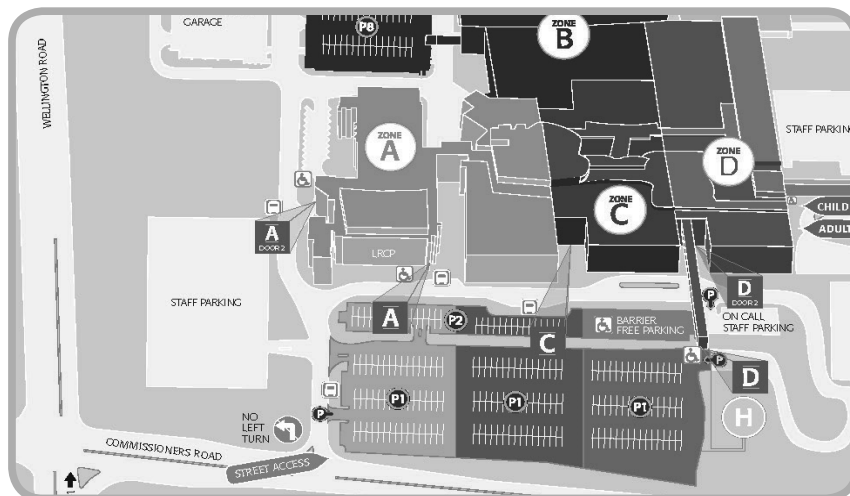 GARAGE
P8
ZONE
B
WELLINGTON ROAD
ZONE
A
STAFF PARKING
ZONE
D
ZONE
C
CHILD
ADULT
A
DOOR 2
LRCP
STAFF PARKING
D
DOOR 2
P
ON CALL
STAFF PARKING
A
P2
C
BARRIER
FREE PARKING
P
D
P1
P1
P1
H
NO
LEFT
TURN
P
COMMISSIONERS ROAD
STREET ACCESS